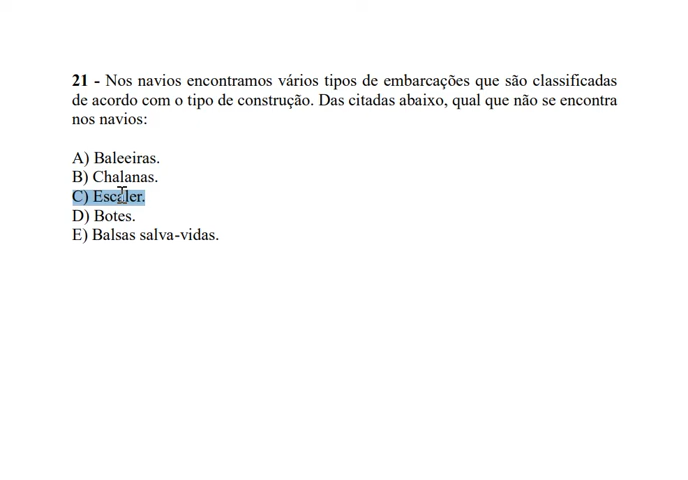 21 - Nos navios encontramos vários tipos de embarcações que são classificadas
de acordo com o tipo de construção. Das citadas abaixo, qual que não se encontra
nos navios:
A) Baleeiras.
B) Chalanas.
C) Escaler.
D) Botes.
E) Balsas salva-vidas.